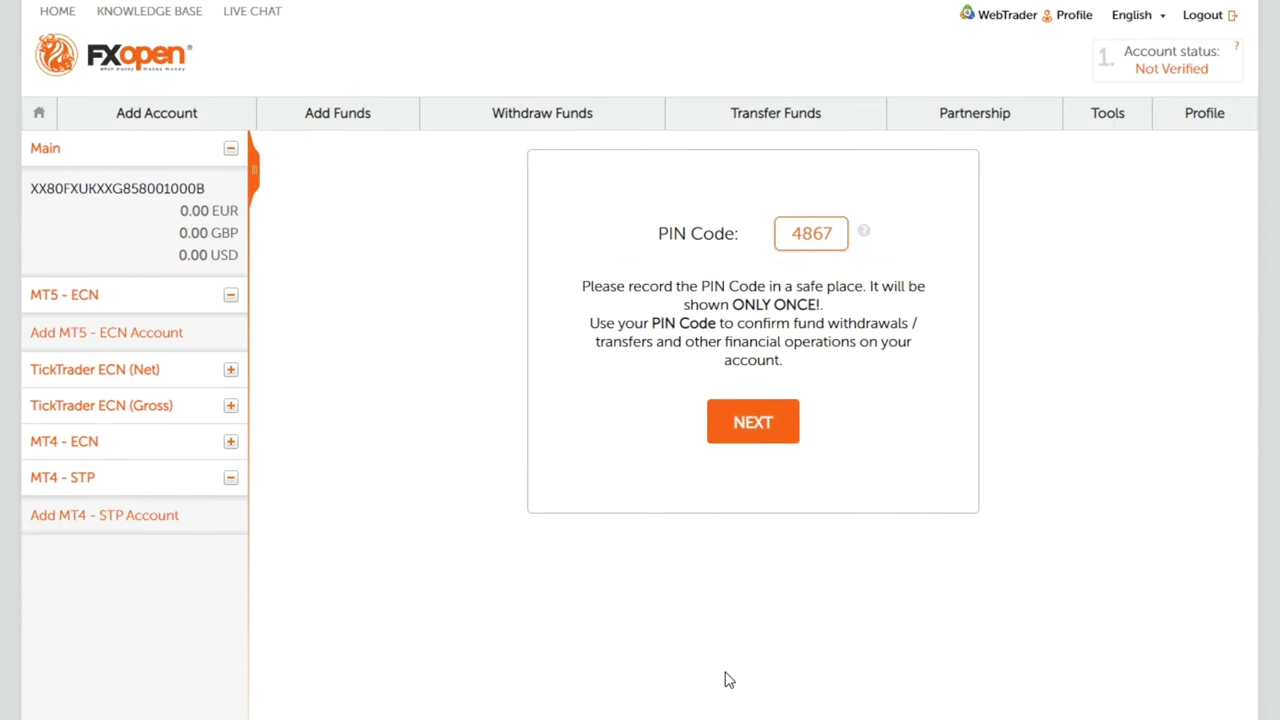 HOME KNOWLEDGE BASE LIVE CHAT
WebTrader Profile English Logout
FXopen®
1. Account status: ?
Not Verified
Add Account Add Funds Withdraw Funds Transfer Funds Partnership Tools Profile
Main
XX80FXUKXXG858001000B
0.00 EUR
0.00 GBP
0.00 USD
MT5 - ECN
Add MT5 - ECN Account
TickTrader ECN (Net)
TickTrader ECN (Gross)
MT4 - ECN
MT4 - STP
Add MT4 - STP Account
PIN Code: 4867 ?
Please record the PIN Code in a safe place. It will be
shown ONLY ONCE!.
Use your PIN Code to confirm fund withdrawals /
transfers and other financial operations on your
account.
NEXT